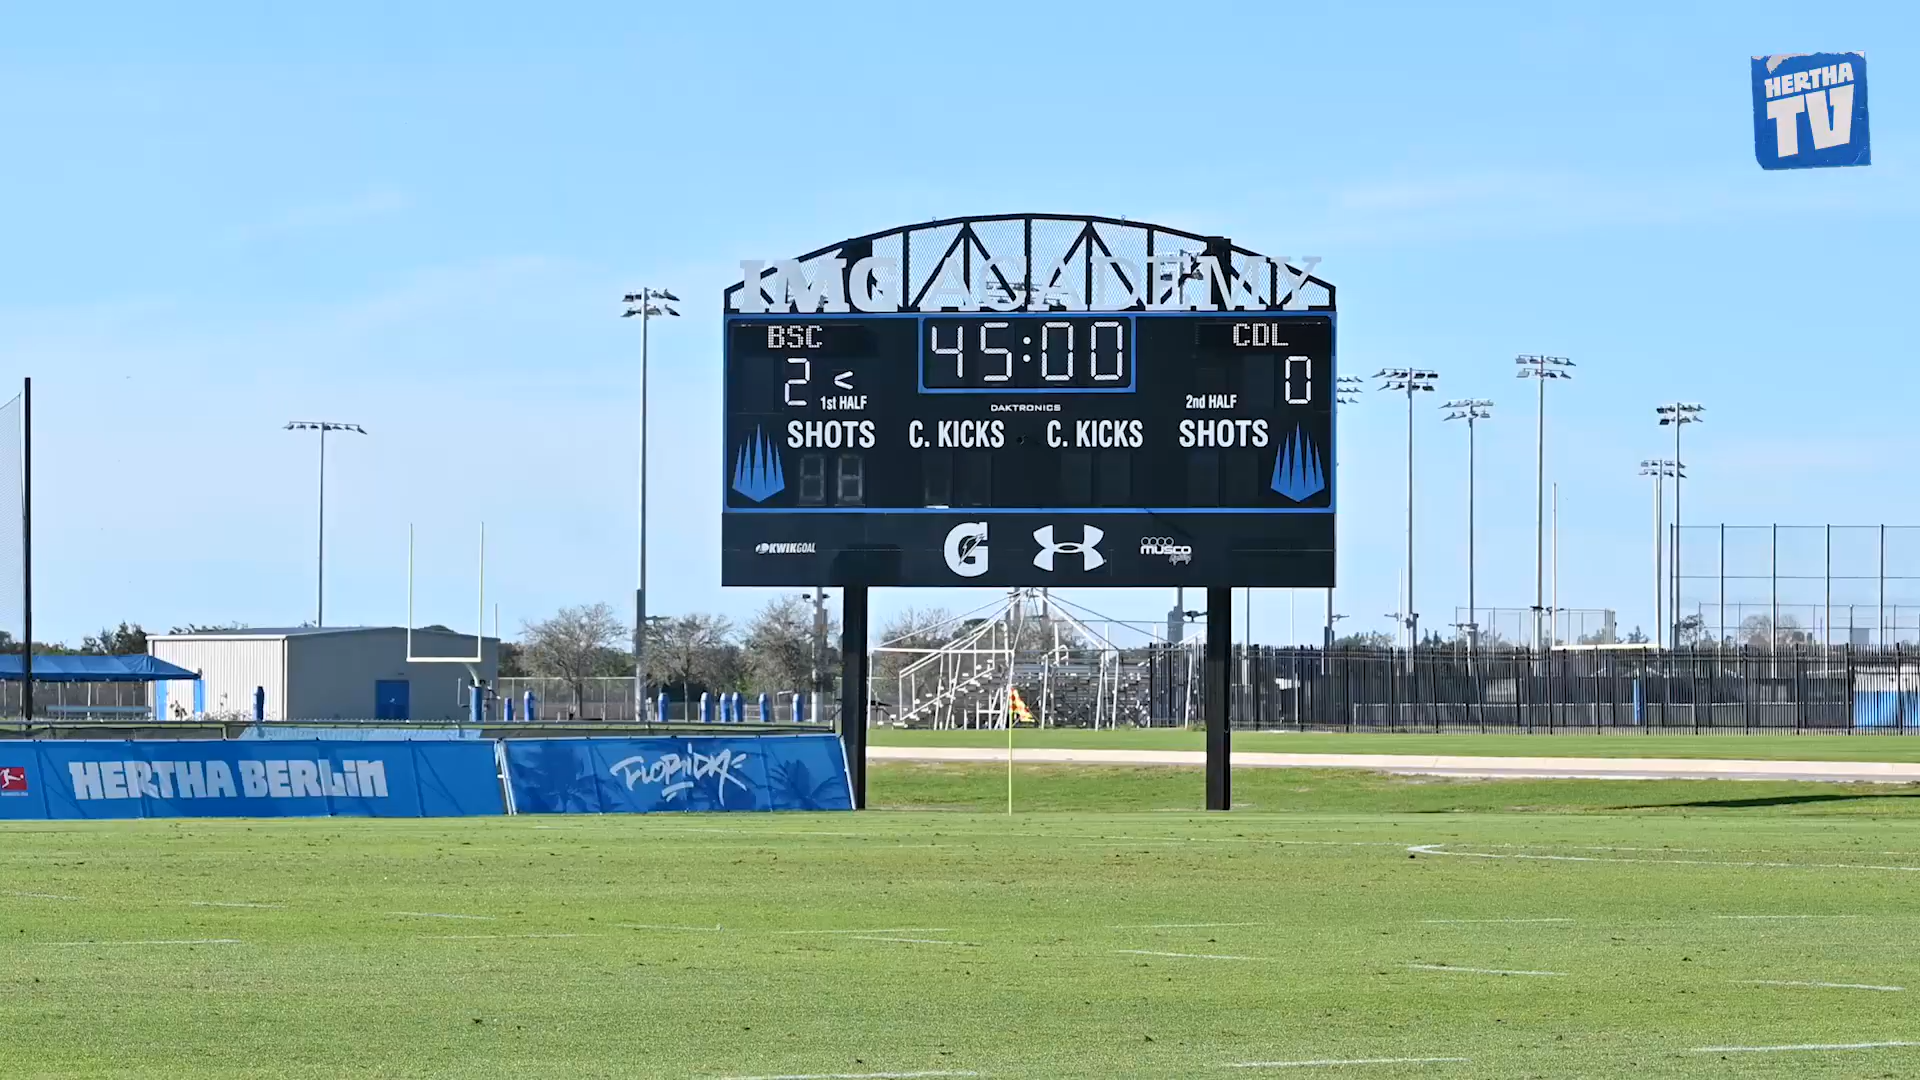 HERTHA
TV
IMG ACADEMY
BSC
45:00
CDL
2 <
0
1st HALF
DAKTRONICS
2nd HALF
SHOTS
C. KICKS
C. KICKS
SHOTS
KWIKGOAL
G
MUSCO
HERTHA BERLIN
FLORIDA